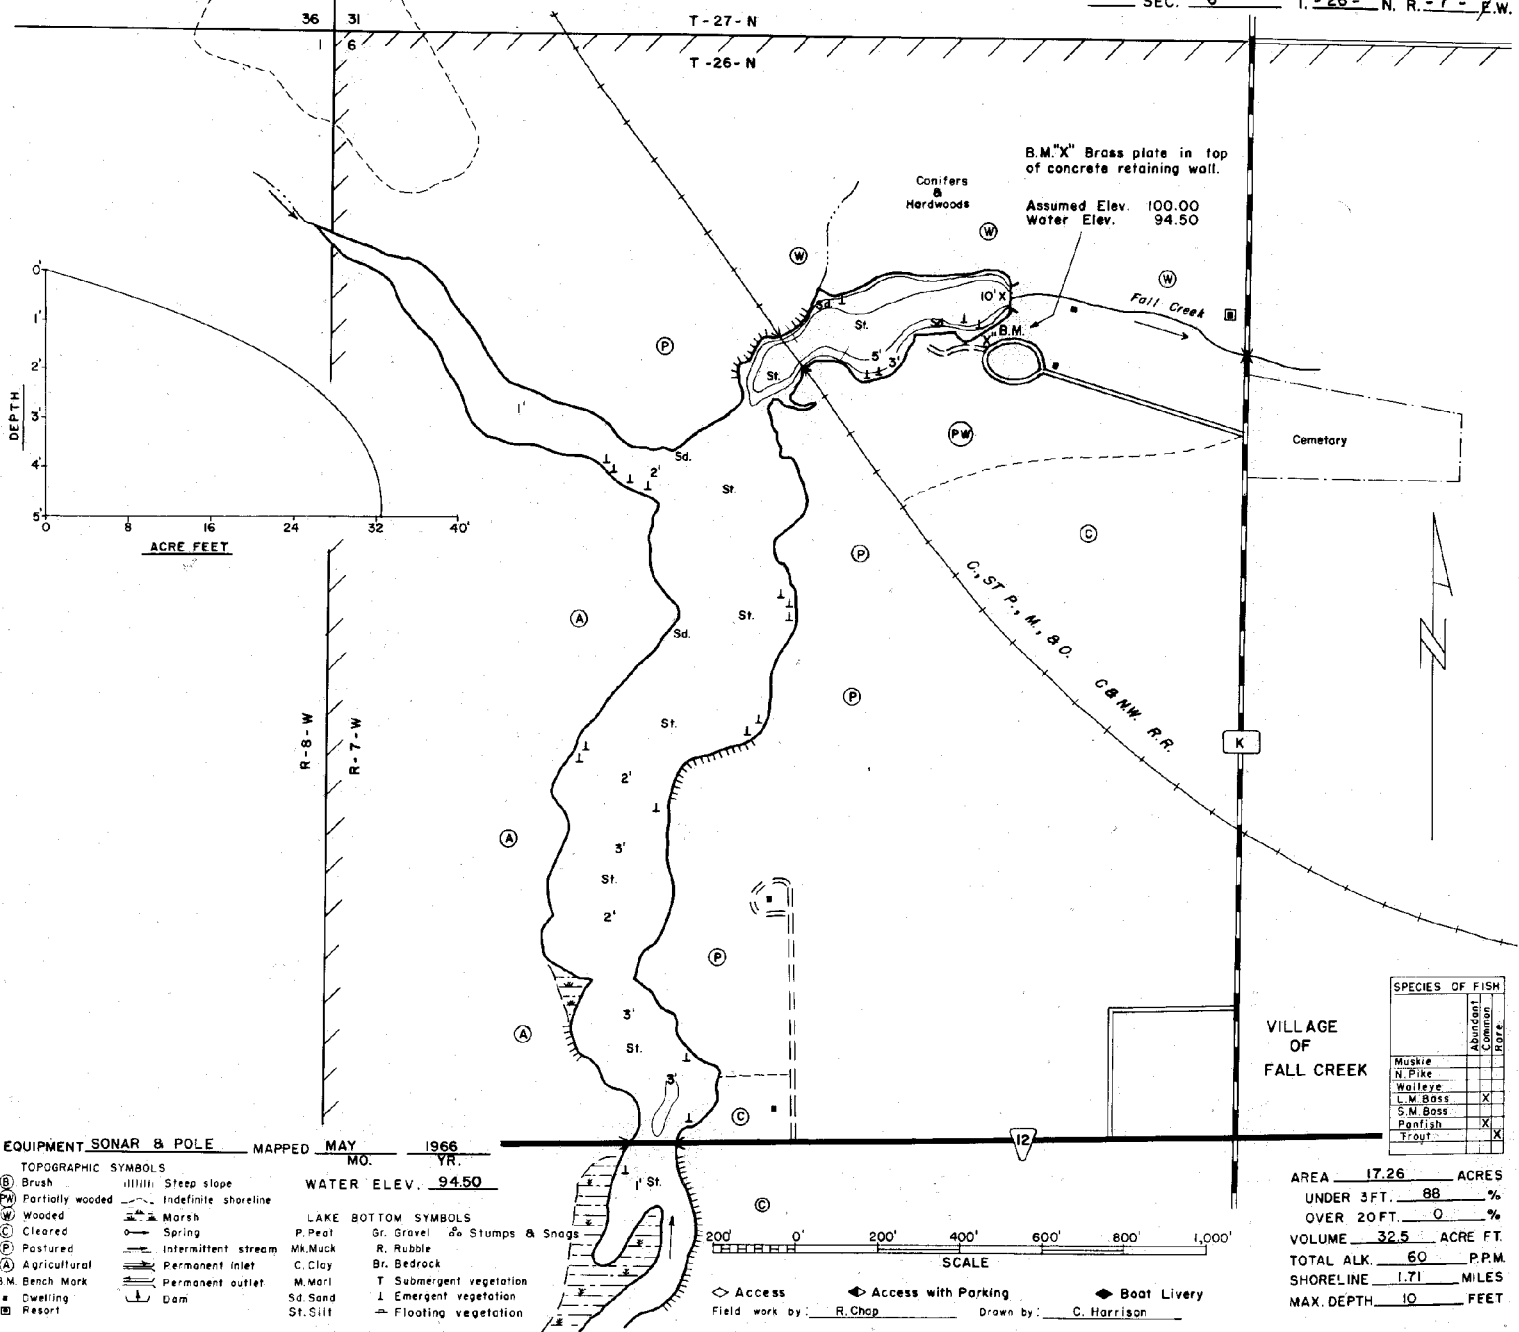 SEC. 6 T. -26- N. R. -7- E.W.
36 31
T-27-N
1 6
T-26-N
B.M."X" Brass plate in top
of concrete retaining wall.
Assumed Elev. 100.00
Water Elev. 94.50
Conifers
&
Hardwoods
W
W
W
Fall Creek
10' X
Sd.
St.
Sd
X" B.M.
5'
3'
St.
P
0'
1'
2'
3'
4'
5'
DEPTH
0 8 16 24 32 40'
ACRE FEET
1'
Sd.
2'
St.
PW
Cemetary
C
P
A
St.
Sd.
C., ST P., M., & O. C & N.W. R.R.
P
R-8-W
R-7-W
St.
K
2'
A
3'
St.
2'
P
3'
St.
A
3'
C
VILLAGE
OF
FALL CREEK
SPECIES OF FISH
Abundant
Common
Rare
Muskie
N. Pike
Walleye
L.M. Bass X
S.M. Bass
Panfish X
Trout X
12
EQUIPMENT SONAR & POLE MAPPED MAY 1966
MO. YR.
WATER ELEV. 94.50
TOPOGRAPHIC SYMBOLS
B Brush Steep slope
PW Partially wooded Indefinite shoreline
W Wooded Marsh
C Cleared Spring
P Pastured Intermittent stream
A Agricultural Permanent inlet
B.M. Bench Mark Permanent outlet
Dwelling Dam
Resort
LAKE BOTTOM SYMBOLS
P. Peat Gr. Gravel Stumps & Snags
Mk. Muck R. Rubble
C. Clay Br. Bedrock
M. Marl T Submergent vegetation
Sd. Sand ⊥ Emergent vegetation
St. Silt Floating vegetation
1' St.
C
200' 0' 200' 400' 600' 800' 1,000'
SCALE
Access Access with Parking Boat Livery
Field work by: R. Chop Drawn by: C. Harrison
AREA 17.26 ACRES
UNDER 3 FT. 88 %
OVER 20 FT. 0 %
VOLUME 32.5 ACRE FT.
TOTAL ALK. 60 P.P.M.
SHORELINE 1.71 MILES
MAX. DEPTH 10 FEET